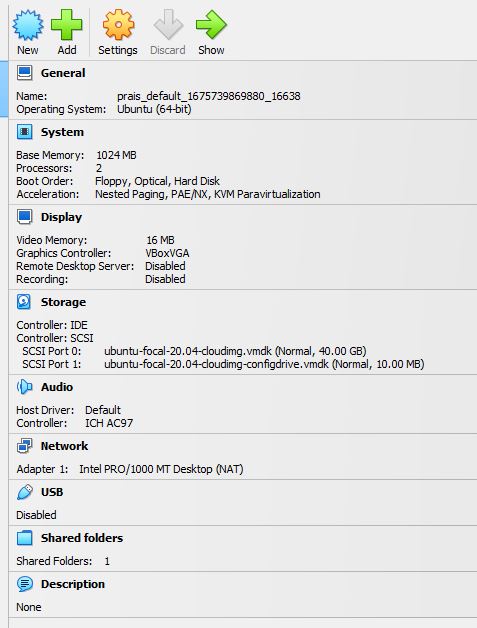 New Add Settings Discard Show
General
Name: prais_default_1675739869880_16638
Operating System: Ubuntu (64-bit)
System
Base Memory: 1024 MB
Processors: 2
Boot Order: Floppy, Optical, Hard Disk
Acceleration: Nested Paging, PAE/NX, KVM Paravirtualization
Display
Video Memory: 16 MB
Graphics Controller: VBoxVGA
Remote Desktop Server: Disabled
Recording: Disabled
Storage
Controller: IDE
Controller: SCSI
SCSI Port 0: ubuntu-focal-20.04-cloudimg.vmdk (Normal, 40.00 GB)
SCSI Port 1: ubuntu-focal-20.04-cloudimg-configdrive.vmdk (Normal, 10.00 MB)
Audio
Host Driver: Default
Controller: ICH AC97
Network
Adapter 1: Intel PRO/1000 MT Desktop (NAT)
USB
Disabled
Shared folders
Shared Folders: 1
Description
None